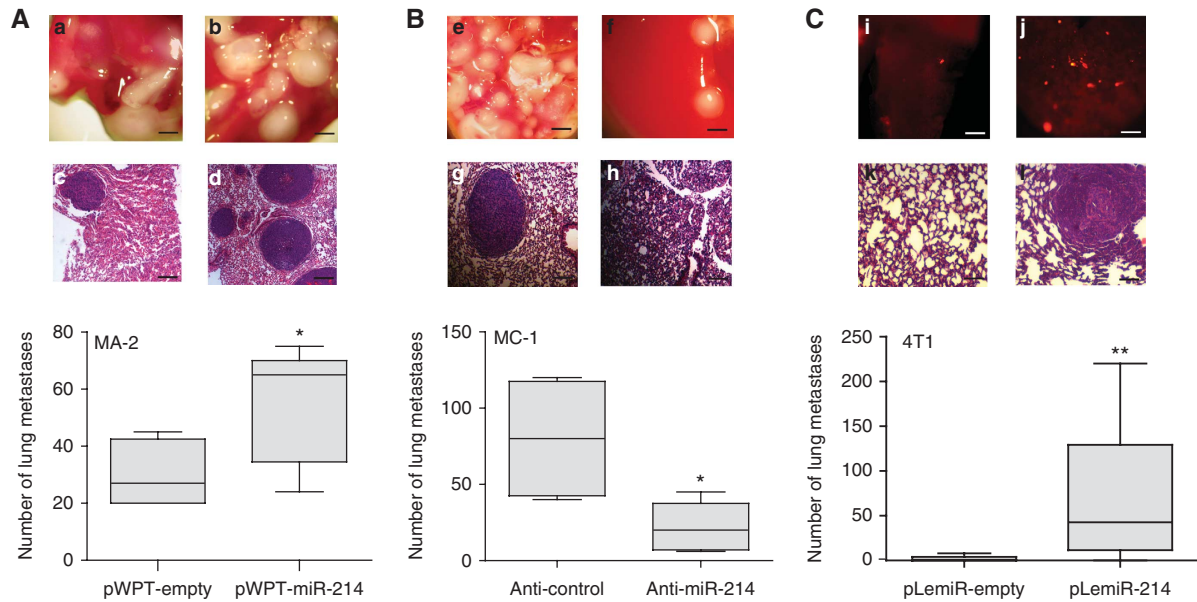 A
a
b
c
d
Number of lung metastases
80
60
40
20
0
MA-2
*
pWPT-empty
pWPT-miR-214
B
e
f
g
h
Number of lung metastases
150
100
50
0
MC-1
*
Anti-control
Anti-miR-214
C
i
j
k
l
Number of lung metastases
250
200
150
100
50
0
4T1
**
pLemiR-empty
pLemiR-214